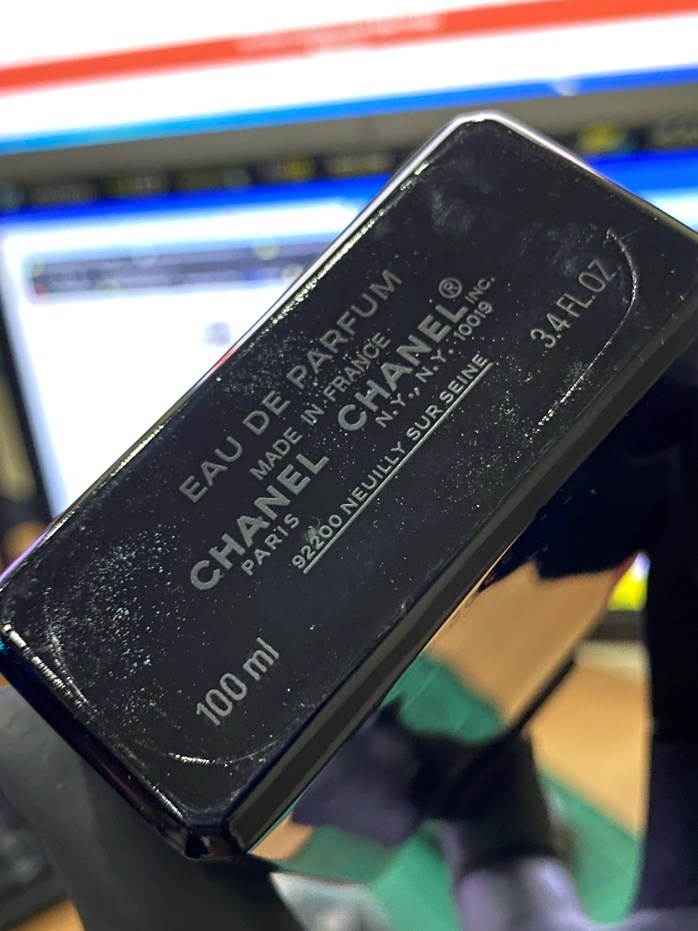 EAU DE PARFUM
MADE IN FRANCE
CHANEL CHANEL® INC.
PARIS N.Y., N.Y. 10019
92200 NEUILLY SUR SEINE
100 ml 3.4 FL.OZ